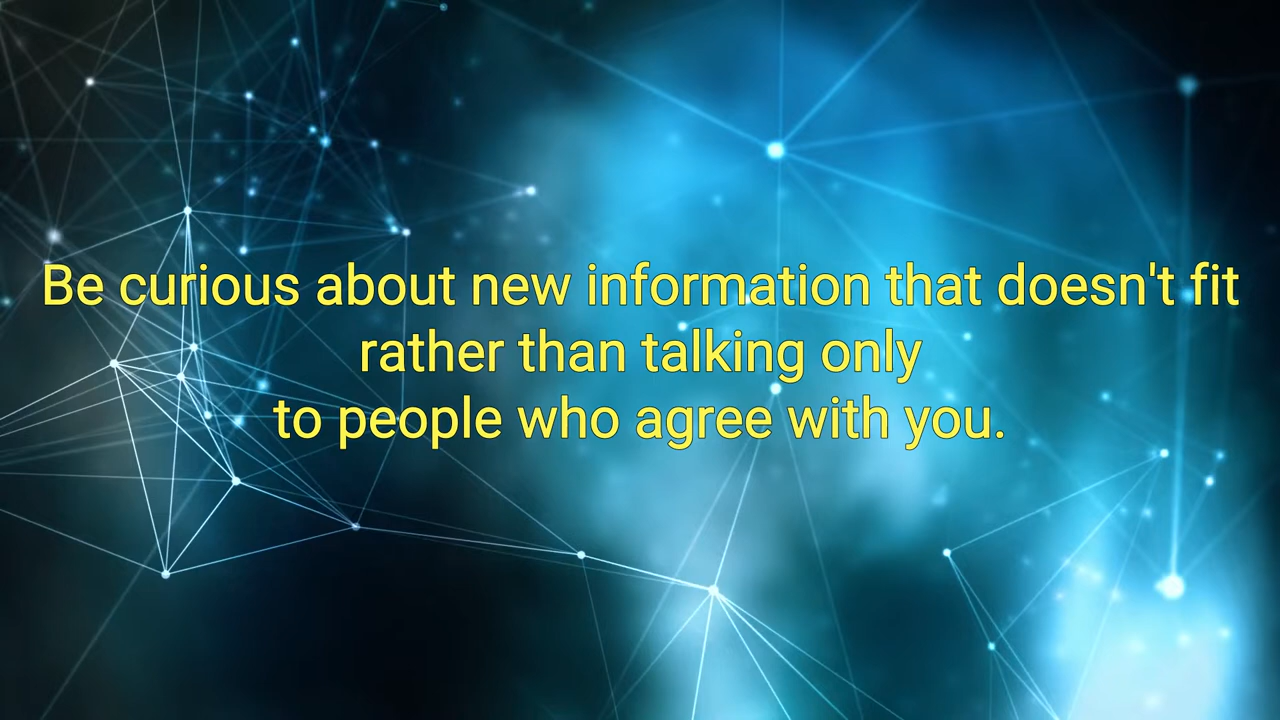 Be curious about new information that doesn't fit
rather than talking only
to people who agree with you.